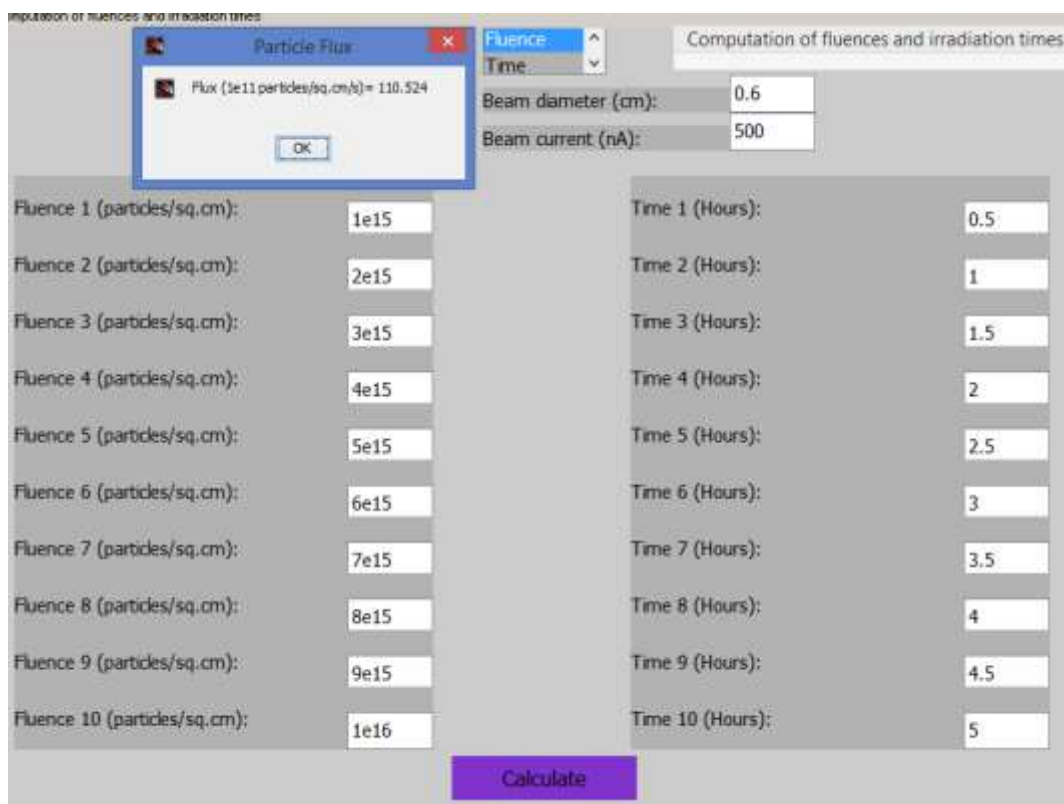 mputation of fluences and irradiation times
Particle Flux
Flux (1e11 particles/sq.cm/s)= 110.524
OK
Fluence
Time
Computation of fluences and irradiation times
Beam diameter (cm): 0.6
Beam current (nA): 500
Fluence 1 (particles/sq.cm): 1e15 Time 1 (Hours): 0.5
Fluence 2 (particles/sq.cm): 2e15 Time 2 (Hours): 1
Fluence 3 (particles/sq.cm): 3e15 Time 3 (Hours): 1.5
Fluence 4 (particles/sq.cm): 4e15 Time 4 (Hours): 2
Fluence 5 (particles/sq.cm): 5e15 Time 5 (Hours): 2.5
Fluence 6 (particles/sq.cm): 6e15 Time 6 (Hours): 3
Fluence 7 (particles/sq.cm): 7e15 Time 7 (Hours): 3.5
Fluence 8 (particles/sq.cm): 8e15 Time 8 (Hours): 4
Fluence 9 (particles/sq.cm): 9e15 Time 9 (Hours): 4.5
Fluence 10 (particles/sq.cm): 1e16 Time 10 (Hours): 5
Calculate